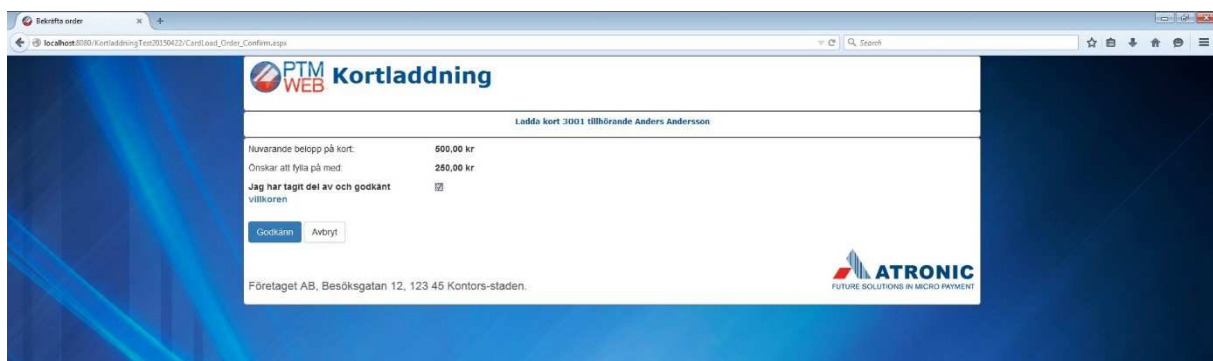 Bekräfta order
localhost:8080/KortladdningTest20150422/CardLoad_Order_Confirm.aspx
Search
PTM
WEB Kortladdning
Ladda kort 3001 tillhörande Anders Andersson
Nuvarande belopp på kort: 500,00 kr
Önskar att fylla på med: 250,00 kr
Jag har tagit del av och godkänt
villkoren
Godkänn Avbryt
ATRONIC
FUTURE SOLUTIONS IN MICRO PAYMENT
Företaget AB, Besöksgatan 12, 123 45 Kontors-staden.